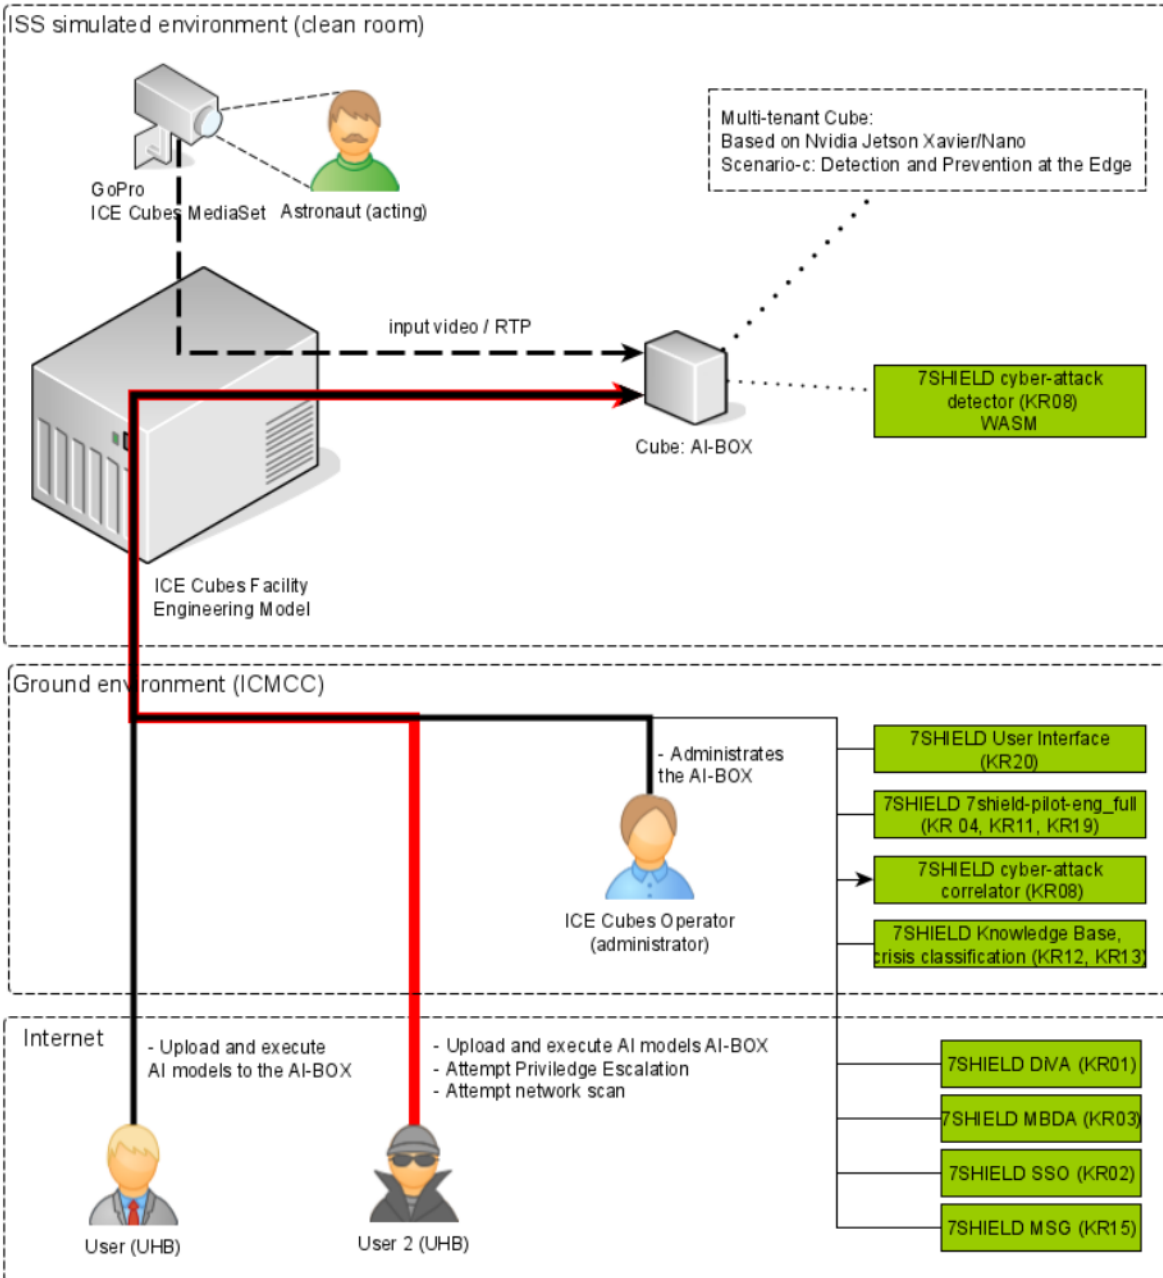 ISS simulated environment (clean room)
GoPro
ICE Cubes MediaSet
Astronaut (acting)
Multi-tenant Cube:
Based on Nvidia Jetson Xavier/Nano
Scenario-c: Detection and Prevention at the Edge
input video / RTP
7SHIELD cyber-attack
detector (KR08)
WASM
Cube: AI-BOX
ICE Cubes Facility
Engineering Model
Ground environment (ICMCC)
- Administrates
the AI-BOX
ICE Cubes Operator
(administrator)
7SHIELD User Interface
(KR20)
7SHIELD 7shield-pilot-eng_full
(KR 04, KR11, KR19)
7SHIELD cyber-attack
correlator (KR08)
7SHIELD Knowledge Base,
crisis classification (KR12, KR13)
Internet
- Upload and execute
AI models to the AI-BOX
- Upload and execute AI models AI-BOX
- Attempt Priviledge Escalation
- Attempt network scan
User (UHB)
User 2 (UHB)
7SHIELD DIVA (KR01)
7SHIELD MBDA (KR03)
7SHIELD SSO (KR02)
7SHIELD MSG (KR15)